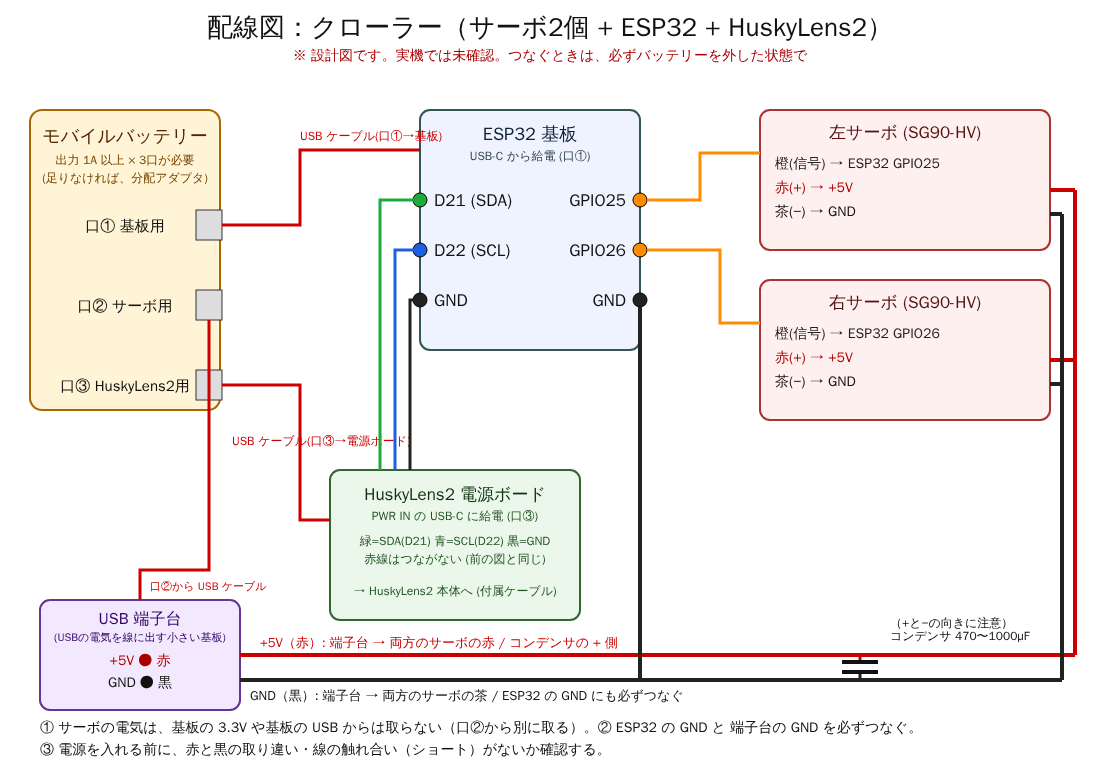 配線図：クローラー（サーボ2個 + ESP32 + HuskyLens2）
※ 設計図です。実機では未確認。つなぐときは、必ずバッテリーを外した状態で
モバイルバッテリー
出力 1A 以上 × 3口が必要
(足りなければ、分配アダプタ)
口① 基板用
口② サーボ用
口③ HuskyLens2用
USB ケーブル(口①→基板)
ESP32 基板
USB-C から給電 (口①)
D21 (SDA)
GPIO25
D22 (SCL)
GPIO26
GND
GND
左サーボ (SG90-HV)
橙(信号) → ESP32 GPIO25
赤(+) → +5V
茶(−) → GND
右サーボ (SG90-HV)
橙(信号) → ESP32 GPIO26
赤(+) → +5V
茶(−) → GND
USB ケーブル(口③→電源ボード)
HuskyLens2 電源ボード
PWR IN の USB-C に給電 (口③)
緑=SDA(D21) 青=SCL(D22) 黒=GND
赤線はつながない (前の図と同じ)
→ HuskyLens2 本体へ (付属ケーブル)
口②から USB ケーブル
USB 端子台
(USBの電気を線に出す小さい基板)
+5V 赤
GND 黒
+5V（赤）: 端子台 → 両方のサーボの赤 / コンデンサの + 側
（+と−の向きに注意）
コンデンサ 470〜1000µF
GND（黒）: 端子台 → 両方のサーボの茶 / ESP32 の GND にも必ずつなぐ
① サーボの電気は、基板の 3.3V や基板の USB からは取らない（口②から別に取る）。② ESP32 の GND と 端子台の GND を必ずつなぐ。
③ 電源を入れる前に、赤と黒の取り違い・線の触れ合い（ショート）がないか確認する。